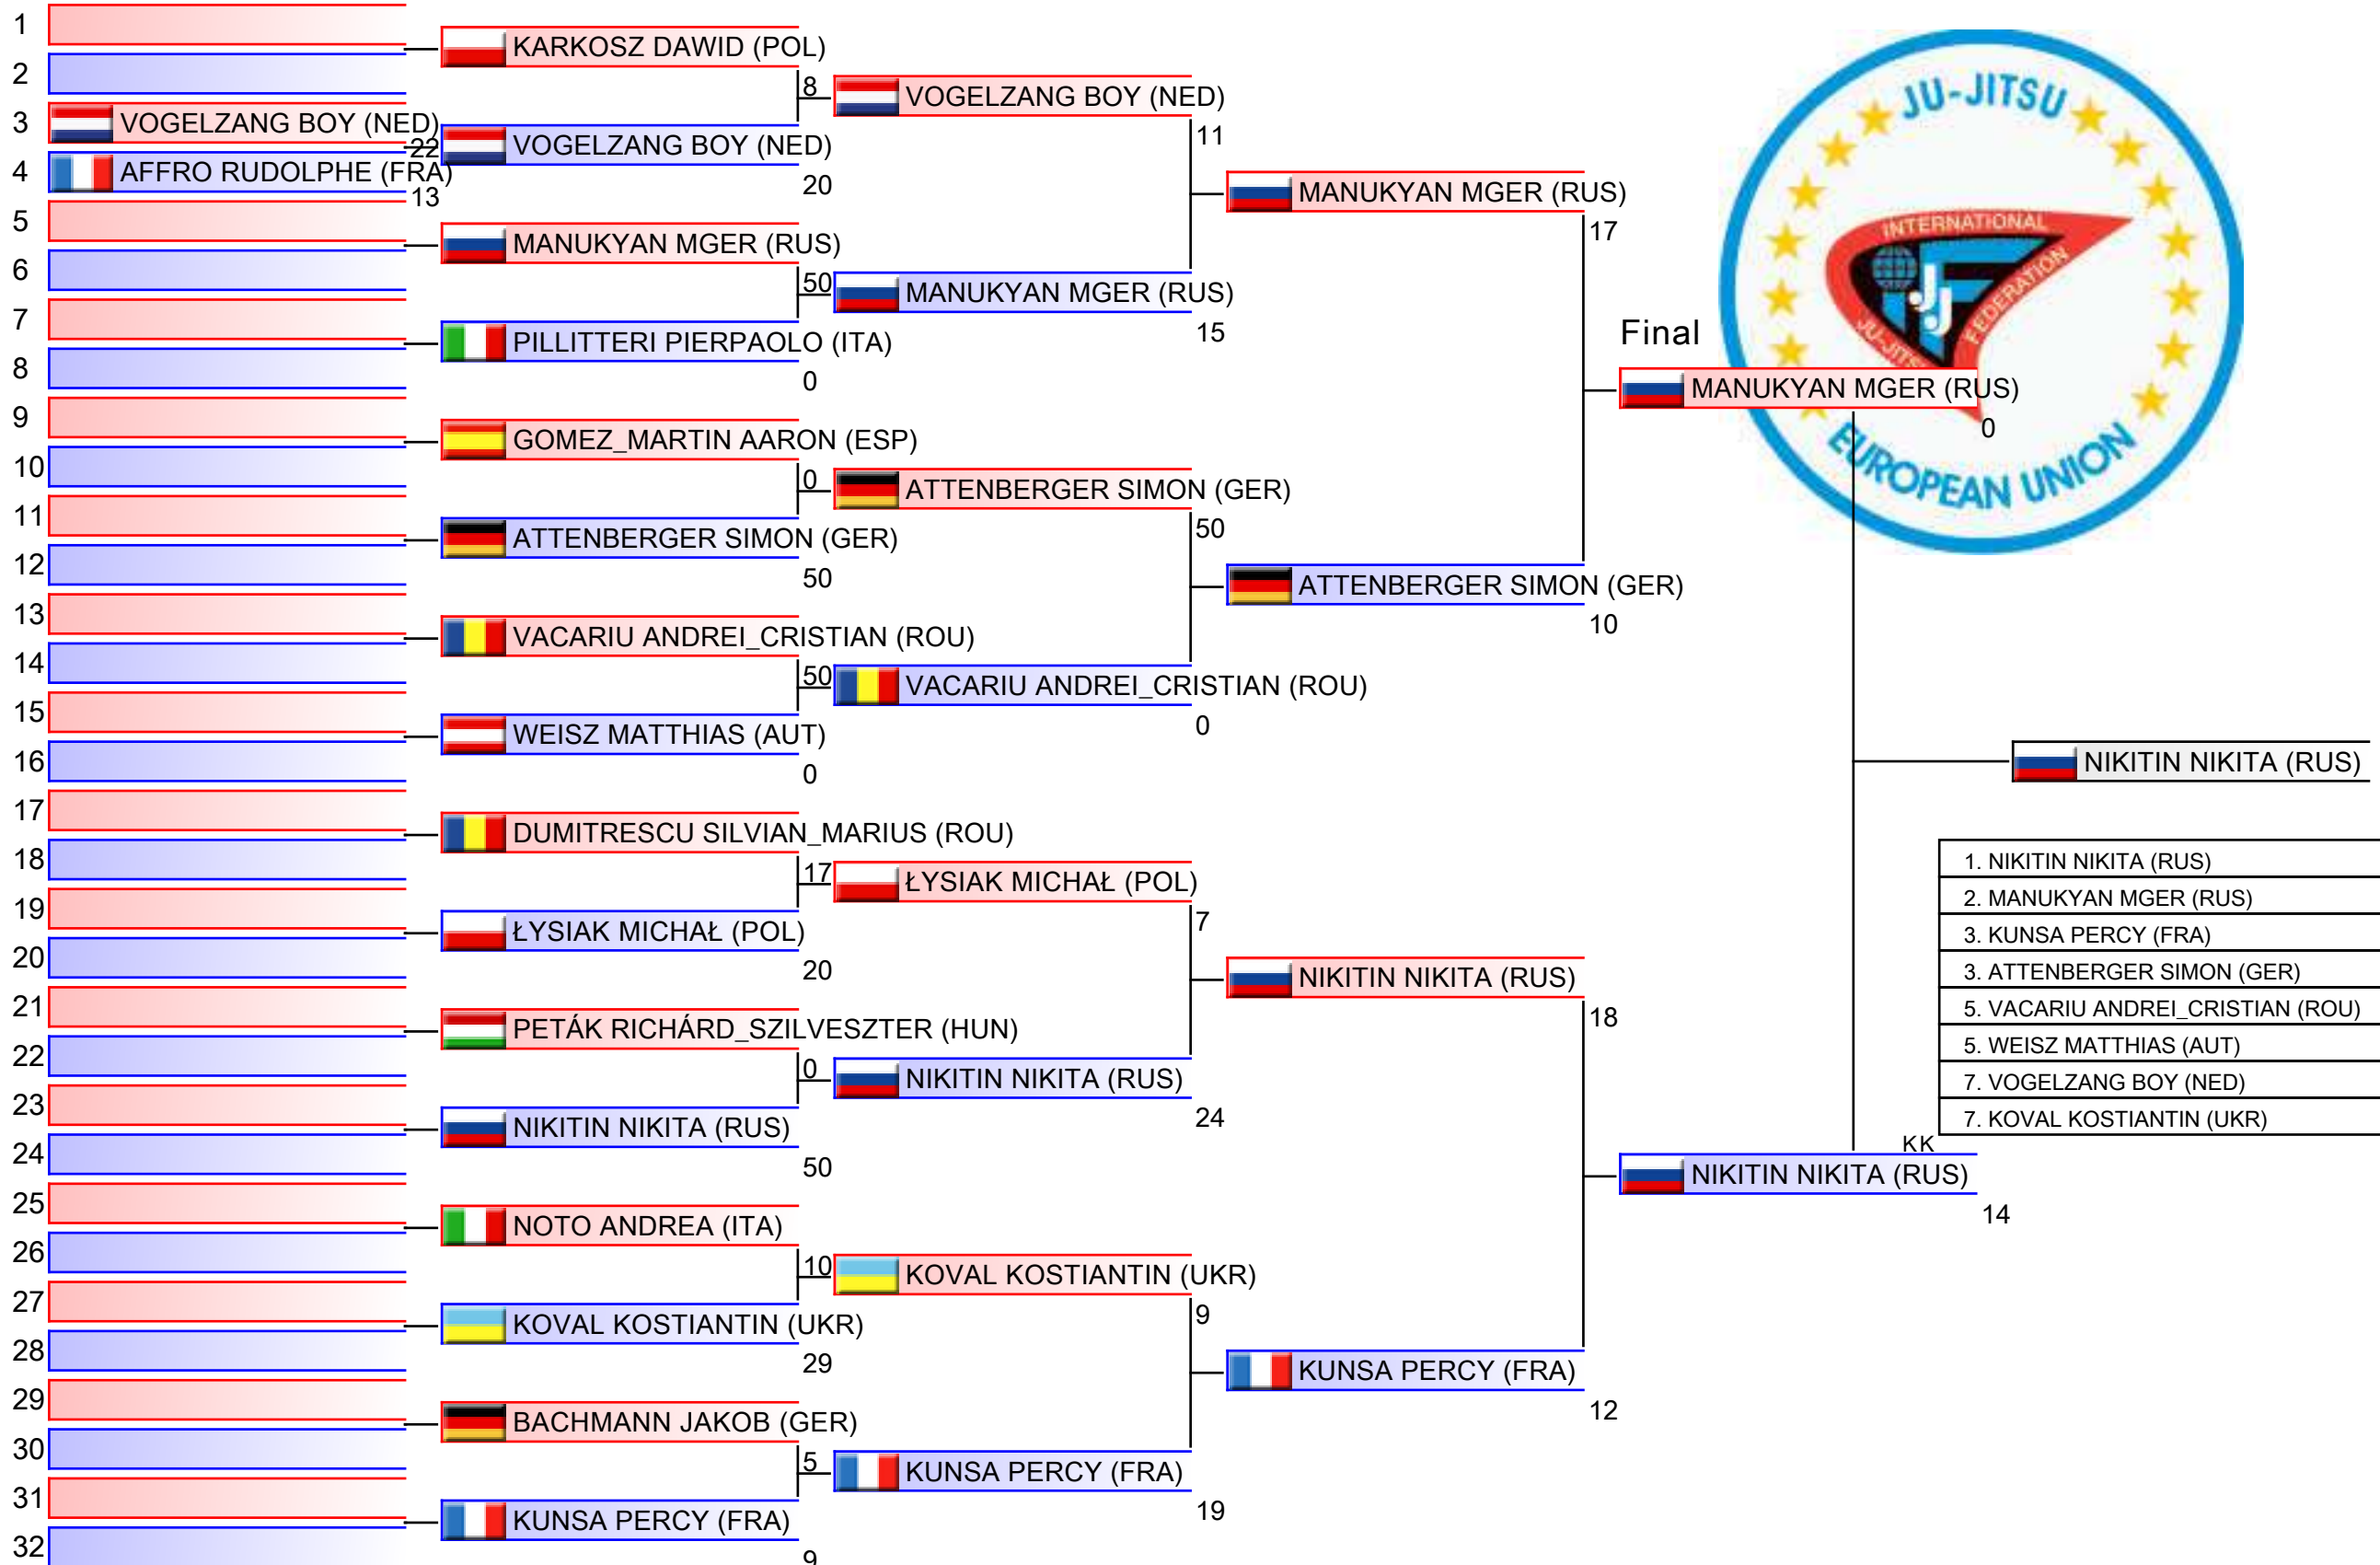 1
2
3
4
5
6
7
8
9
10
11
12
13
14
15
16
17
18
19
20
21
22
23
24
25
26
27
28
29
30
31
32
VOGELZANG BOY (NED)
22
AFFRO RUDOLPHE (FRA)
13
KARKOSZ DAWID (POL)
8
VOGELZANG BOY (NED)
20
MANUKYAN MGER (RUS)
50
PILLITTERI PIERPAOLO (ITA)
0
GOMEZ_MARTIN AARON (ESP)
0
ATTENBERGER SIMON (GER)
50
VACARIU ANDREI_CRISTIAN (ROU)
50
WEISZ MATTHIAS (AUT)
0
DUMITRESCU SILVIAN_MARIUS (ROU)
17
ŁYSIAK MICHAŁ (POL)
20
PETÁK RICHÁRD_SZILVESZTER (HUN)
0
NIKITIN NIKITA (RUS)
50
NOTO ANDREA (ITA)
10
KOVAL KOSTIANTIN (UKR)
29
BACHMANN JAKOB (GER)
5
KUNSA PERCY (FRA)
9
VOGELZANG BOY (NED)
11
MANUKYAN MGER (RUS)
15
ATTENBERGER SIMON (GER)
50
VACARIU ANDREI_CRISTIAN (ROU)
0
ŁYSIAK MICHAŁ (POL)
7
NIKITIN NIKITA (RUS)
24
KOVAL KOSTIANTIN (UKR)
9
KUNSA PERCY (FRA)
19
MANUKYAN MGER (RUS)
17
ATTENBERGER SIMON (GER)
10
NIKITIN NIKITA (RUS)
18
KUNSA PERCY (FRA)
12
JU-JITSU
INTERNATIONAL
FEDERATION
EUROPEAN UNION
Final
MANUKYAN MGER (RUS)
0
KK
NIKITIN NIKITA (RUS)
14
NIKITIN NIKITA (RUS)
1. NIKITIN NIKITA (RUS)
2. MANUKYAN MGER (RUS)
3. KUNSA PERCY (FRA)
3. ATTENBERGER SIMON (GER)
5. VACARIU ANDREI_CRISTIAN (ROU)
5. WEISZ MATTHIAS (AUT)
7. VOGELZANG BOY (NED)
7. KOVAL KOSTIANTIN (UKR)